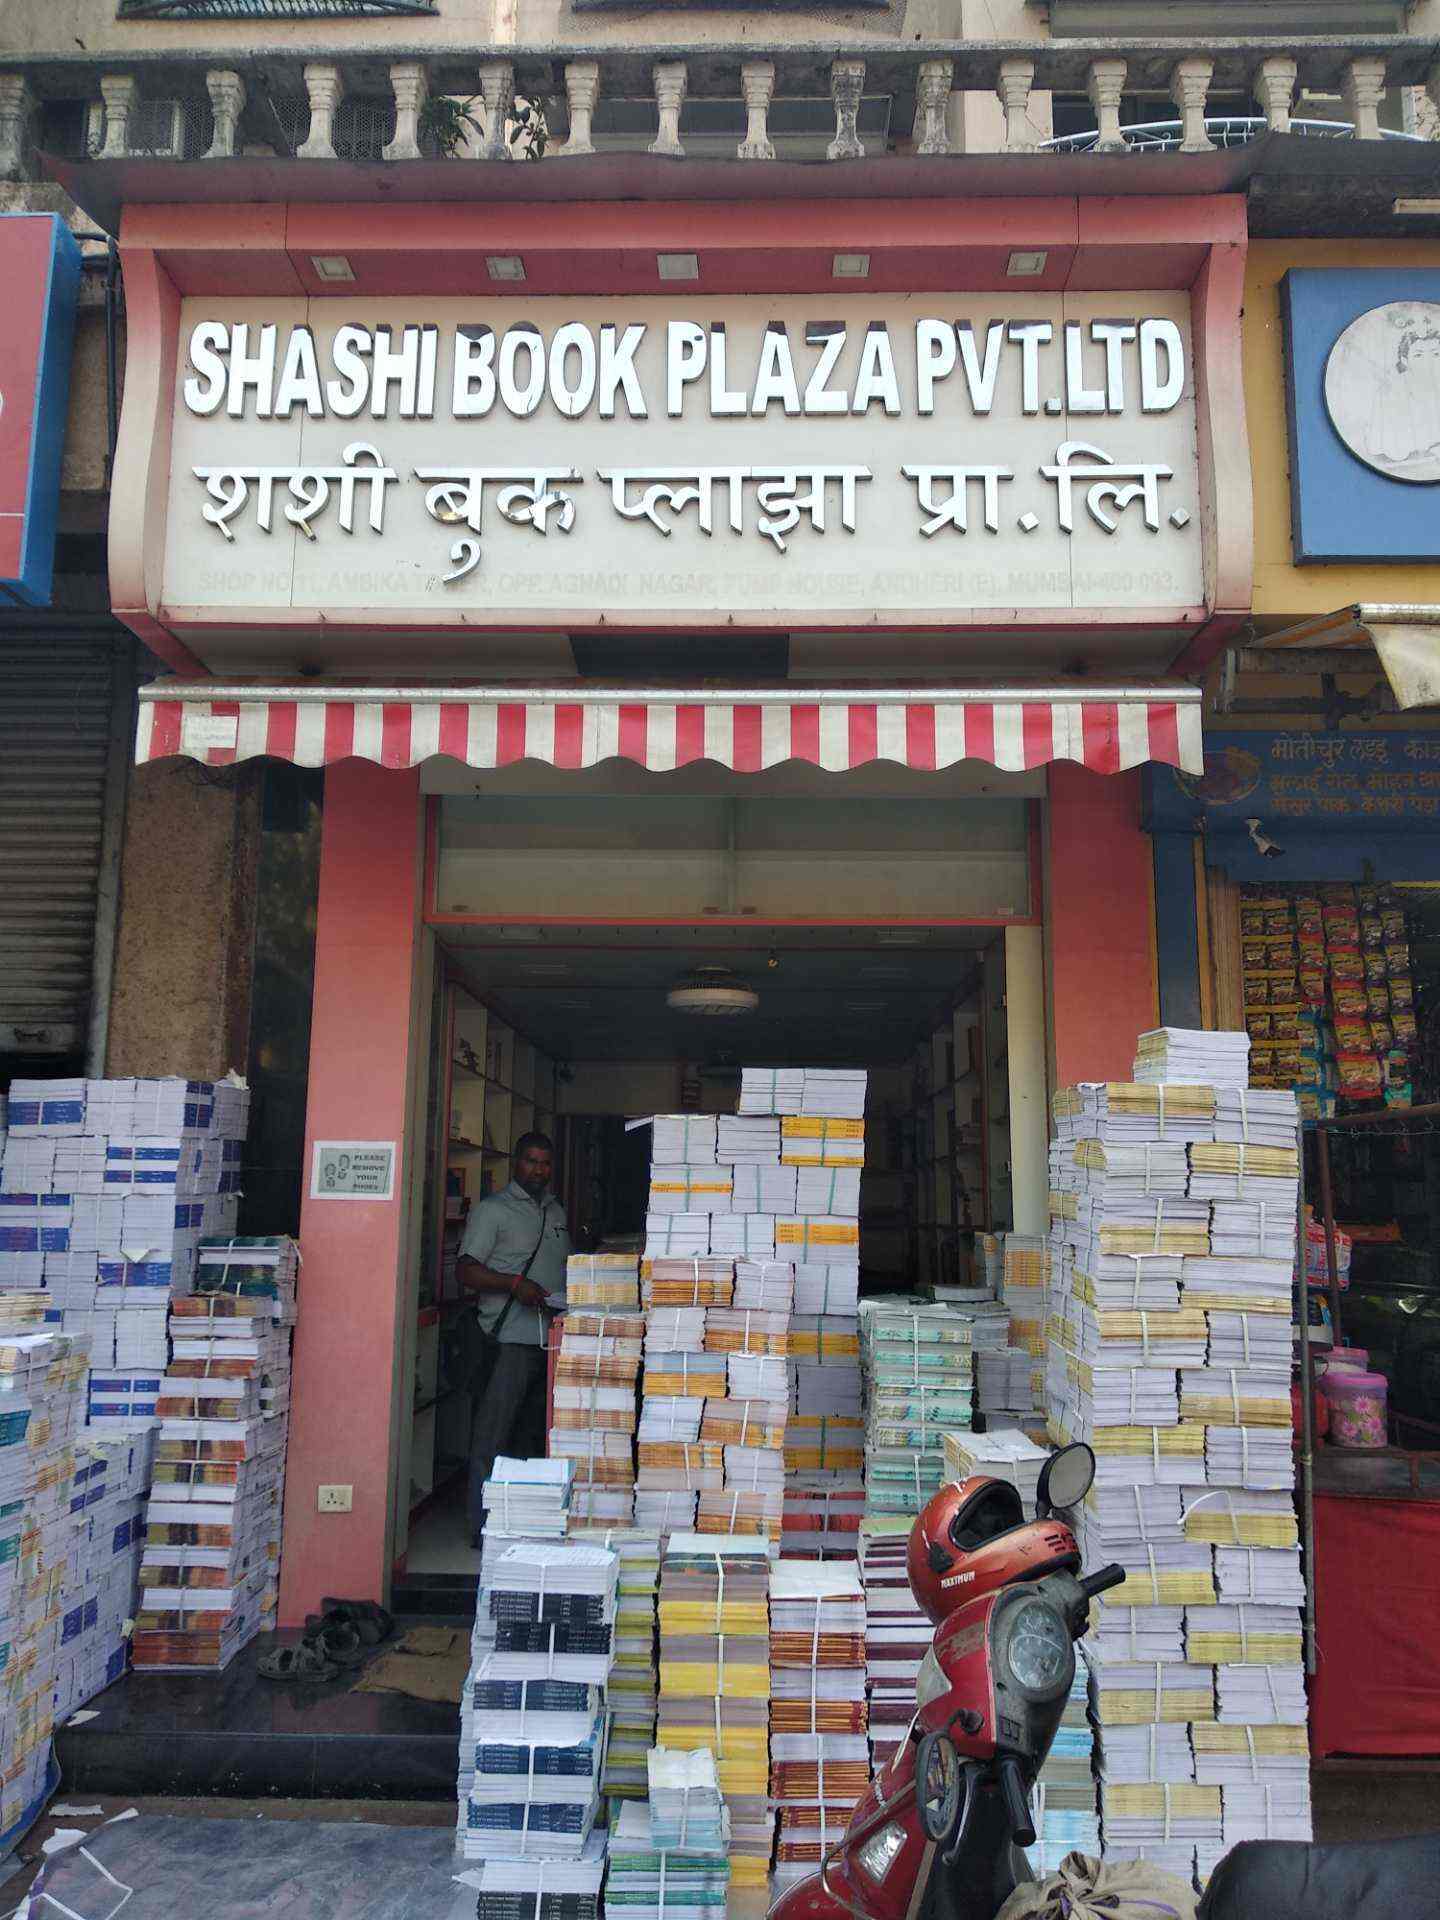 SHASHI BOOK PLAZA PVT.LTD
शशी बुक प्लाझा प्रा.लि.
SHOP NO 11, AMBIKA TOWER, OPP. AGHADI NAGAR, PUMP HOUSE, ANDHERI (E), MUMBAI-400 093.
मोतीचुर लड्डू
मलाई
PLEASE
REMOVE
YOUR
SHOES
MAXIMUM